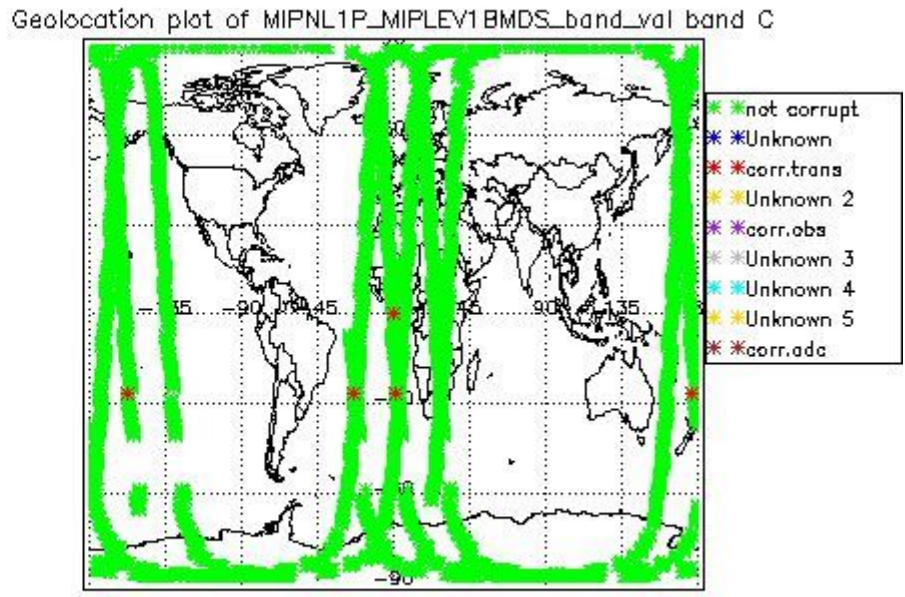 Geolocation plot of MIPNL1P_MIPLEV1BMDS_band_val band C
not corrupt
Unknown
corr.trans
Unknown 2
corr.obs
Unknown 3
Unknown 4
Unknown 5
corr.adc
-90
45
90
135
-90